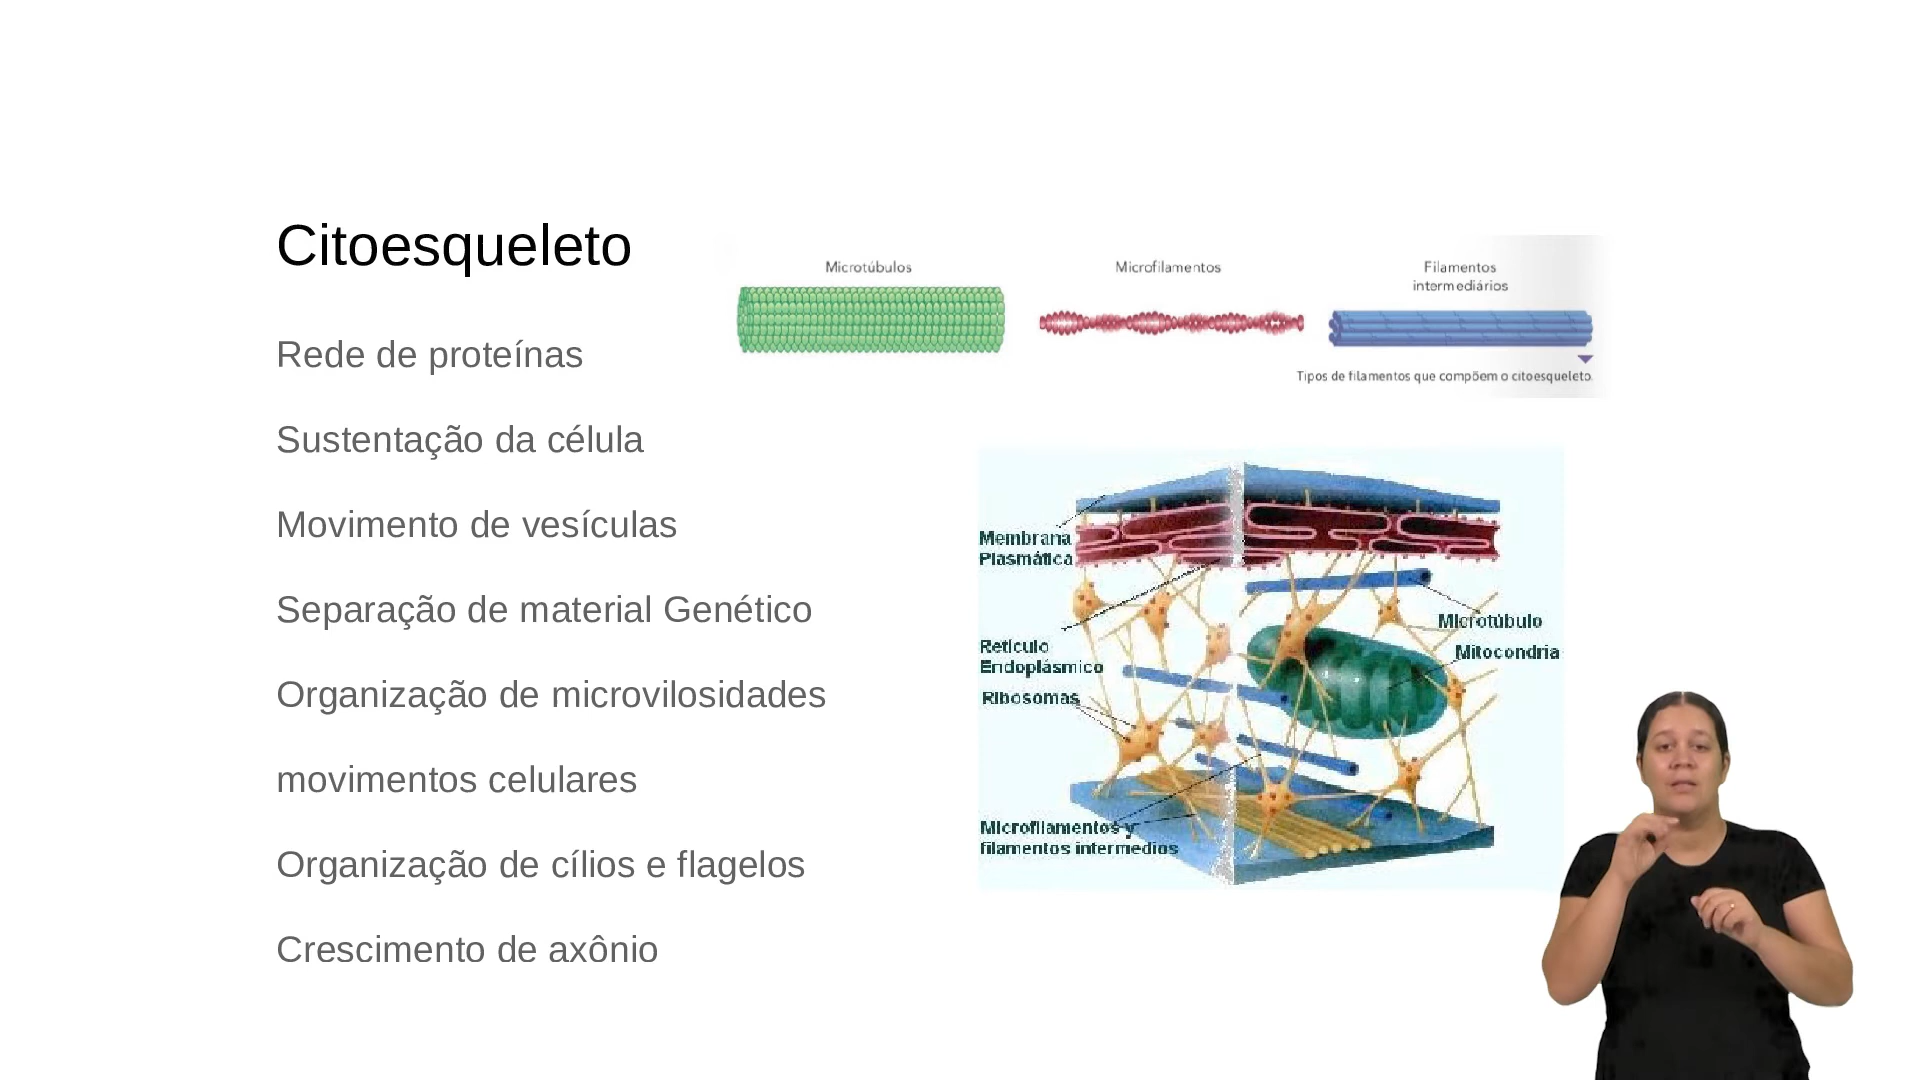 Citoesqueleto
Rede de proteínas
Sustentação da célula
Movimento de vesículas
Separação de material Genético
Organização de microvilosidades
movimentos celulares
Organização de cílios e flagelos
Crescimento de axônio
Microtúbulos
Microfilamentos
Filamentos
intermediários
Tipos de filamentos que compõem o citoesqueleto.
Membrana
Plasmática
Retículo
Endoplásmico
Ribosomas
Microfilamentos y
filamentos intermedios
Microtúbulo
Mitocondria